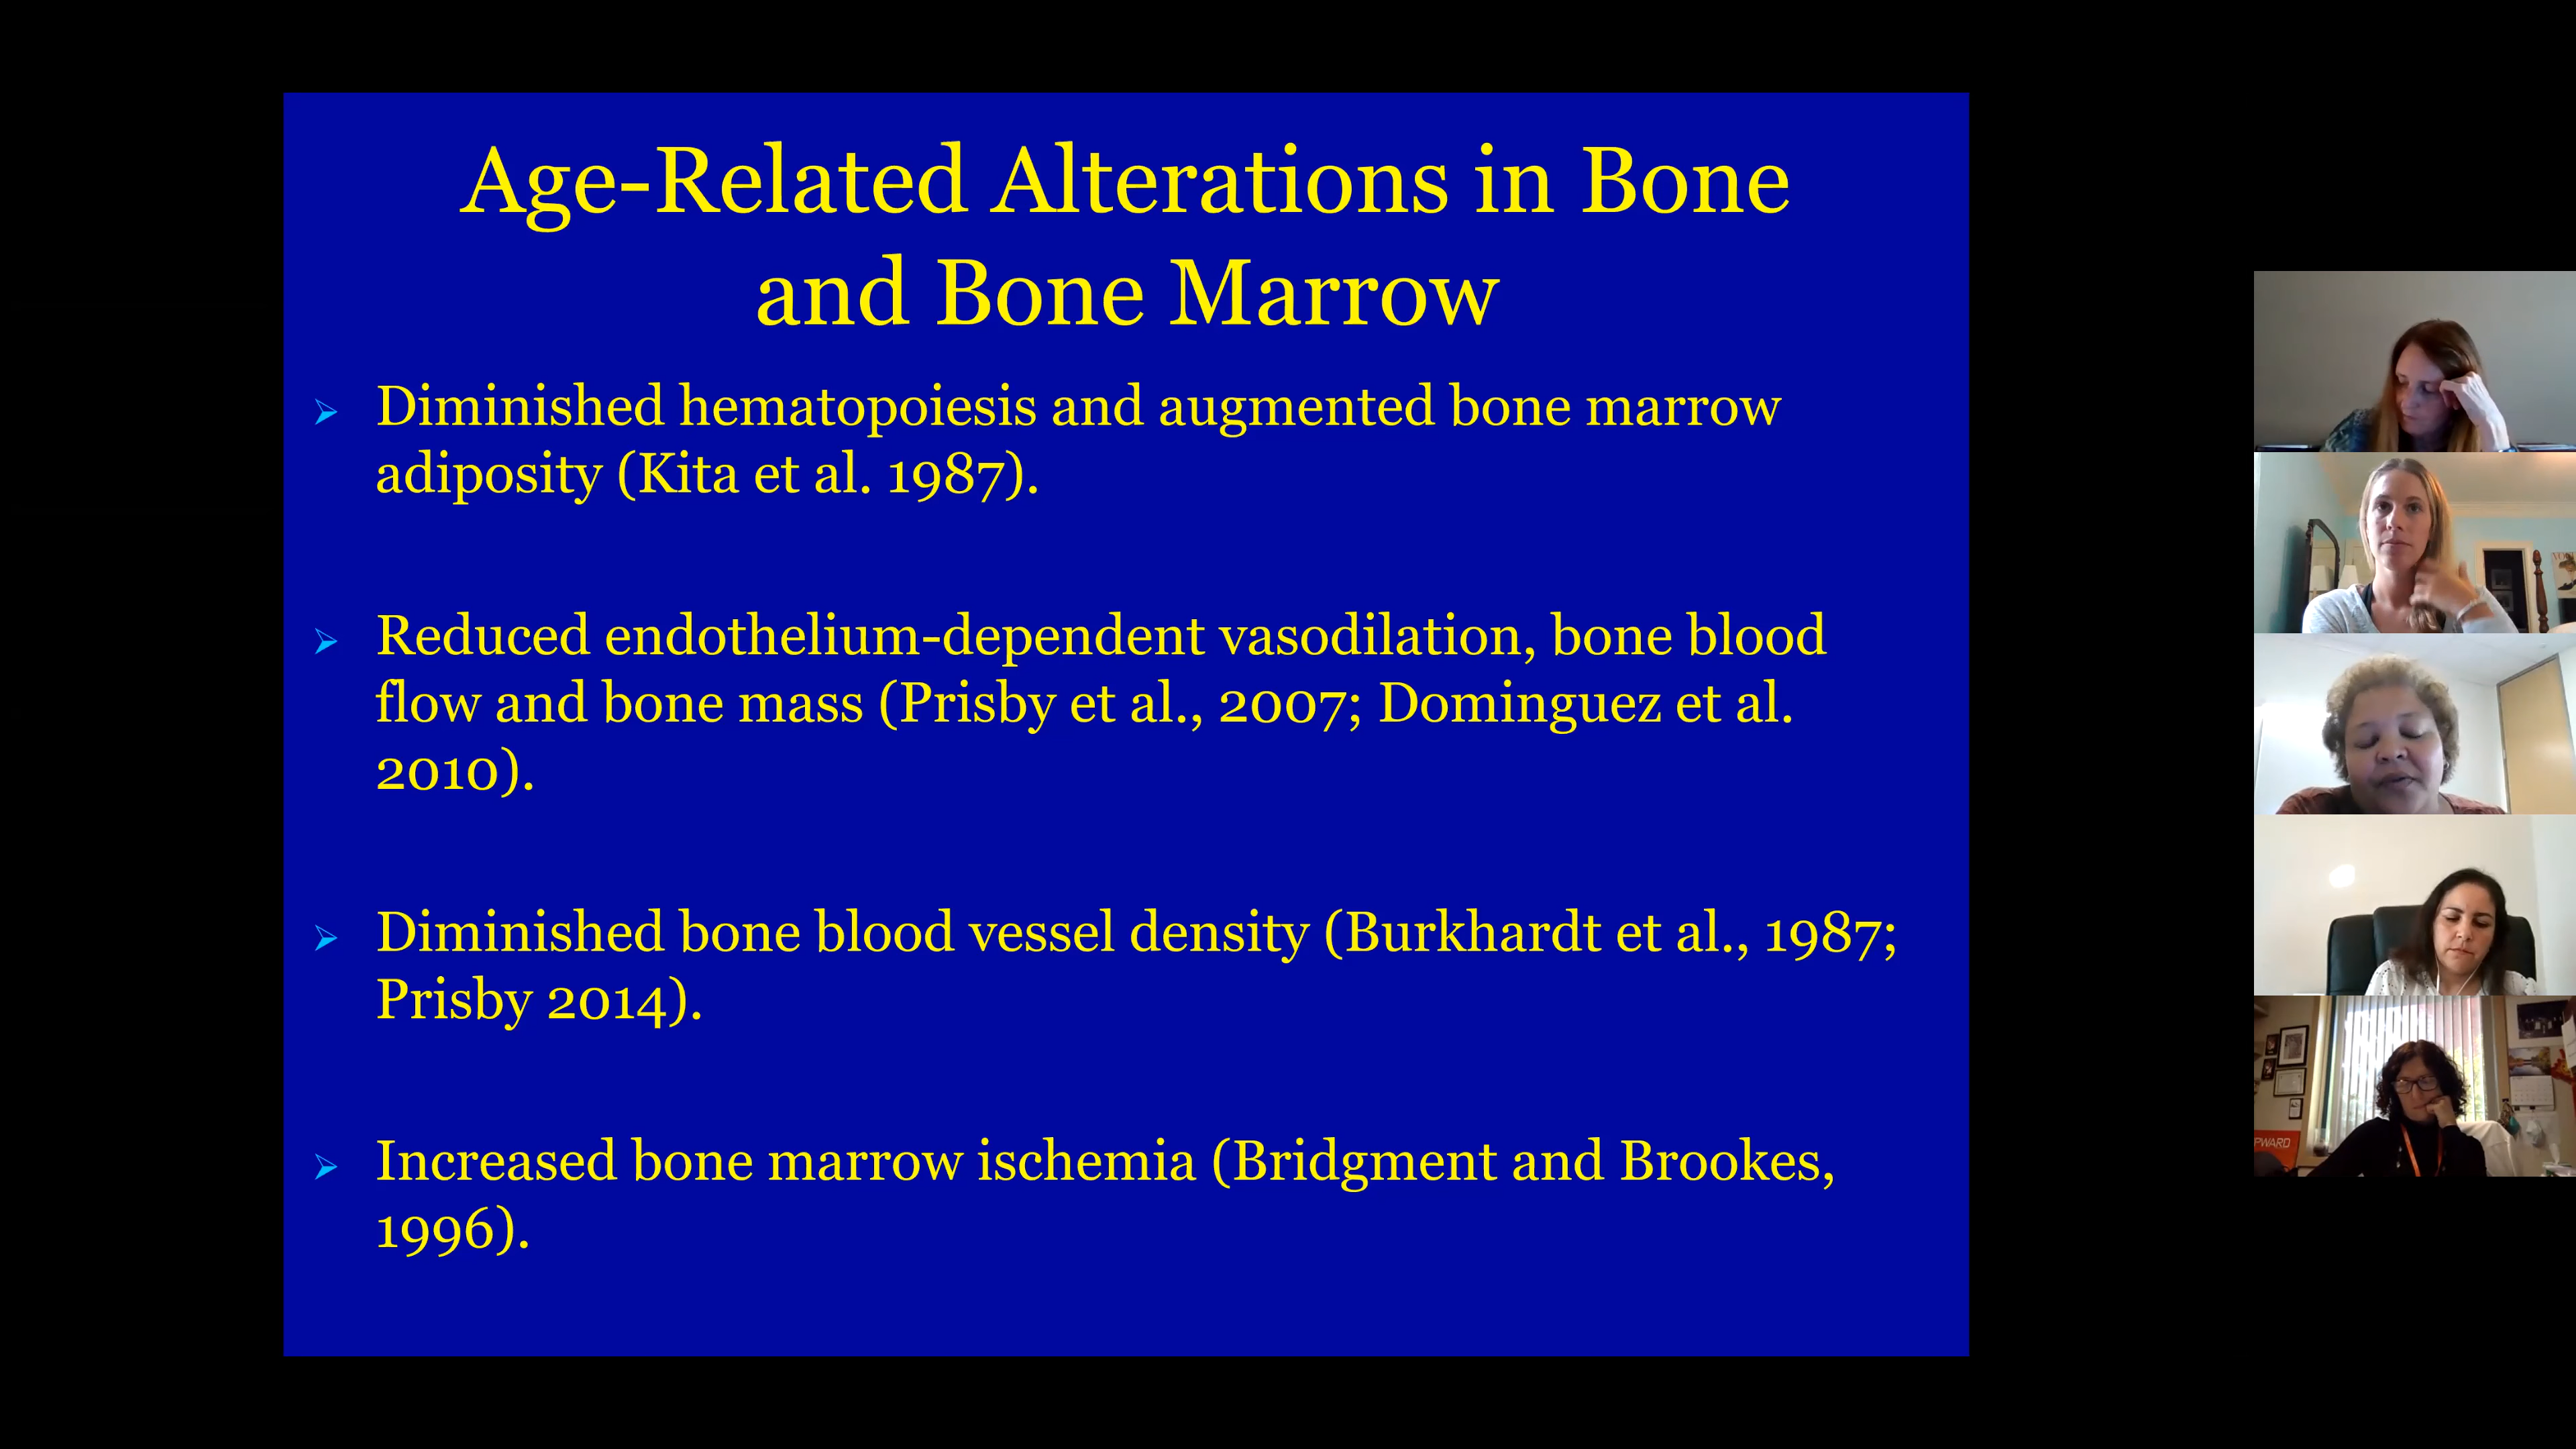 Age-Related Alterations in Bone
and Bone Marrow
Diminished hematopoiesis and augmented bone marrow
adiposity (Kita et al. 1987).
Reduced endothelium-dependent vasodilation, bone blood
flow and bone mass (Prisby et al., 2007; Dominguez et al.
2010).
Diminished bone blood vessel density (Burkhardt et al., 1987;
Prisby 2014).
Increased bone marrow ischemia (Bridgment and Brookes,
1996).
PWARD